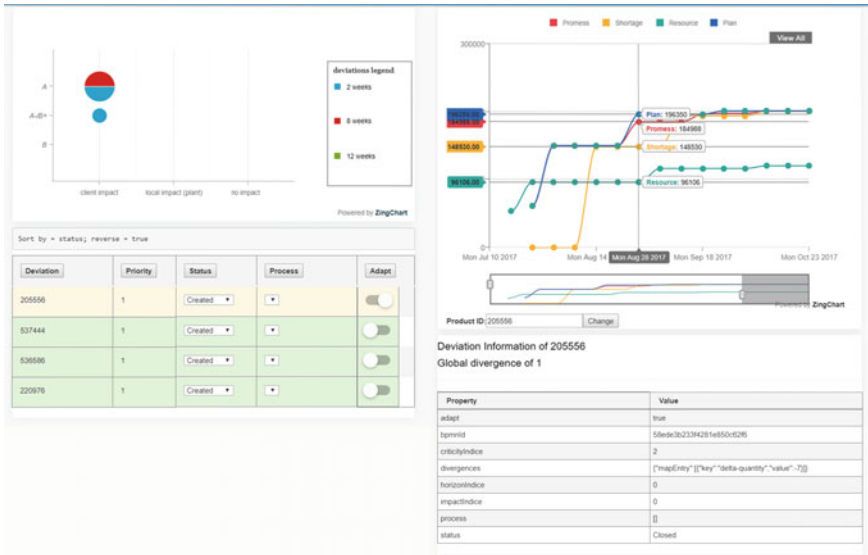 A
A-B+
B
client impact
local impact (plant)
no impact
deviations legend
2 weeks
8 weeks
12 weeks
Powered by ZingChart
Sort by = status; reverse = true
Deviation Priority Status Process Adapt
205556 1 Created
537444 1 Created
536586 1 Created
220976 1 Created
Promess Shortage Resource Plan
View All
300000
Plan: 196350
Promess: 184988
148530.00 Shortage: 148530
96106.00 Resource: 96106
0
Mon Jul 10 2017 Mon Aug 14 Mon Aug 28 2017 Mon Sep 18 2017 Mon Oct 23 2017
Powered by ZingChart
Product ID: 205556 Change
Deviation Information of 205556
Global divergence of 1
Property Value
adapt true
bpmnId
criticityIndice 2
divergences {"mapEntry":[{"key":"delta-quantity","value":-7}]}
horizonIndice 0
impactIndice 0
process []
status Closed